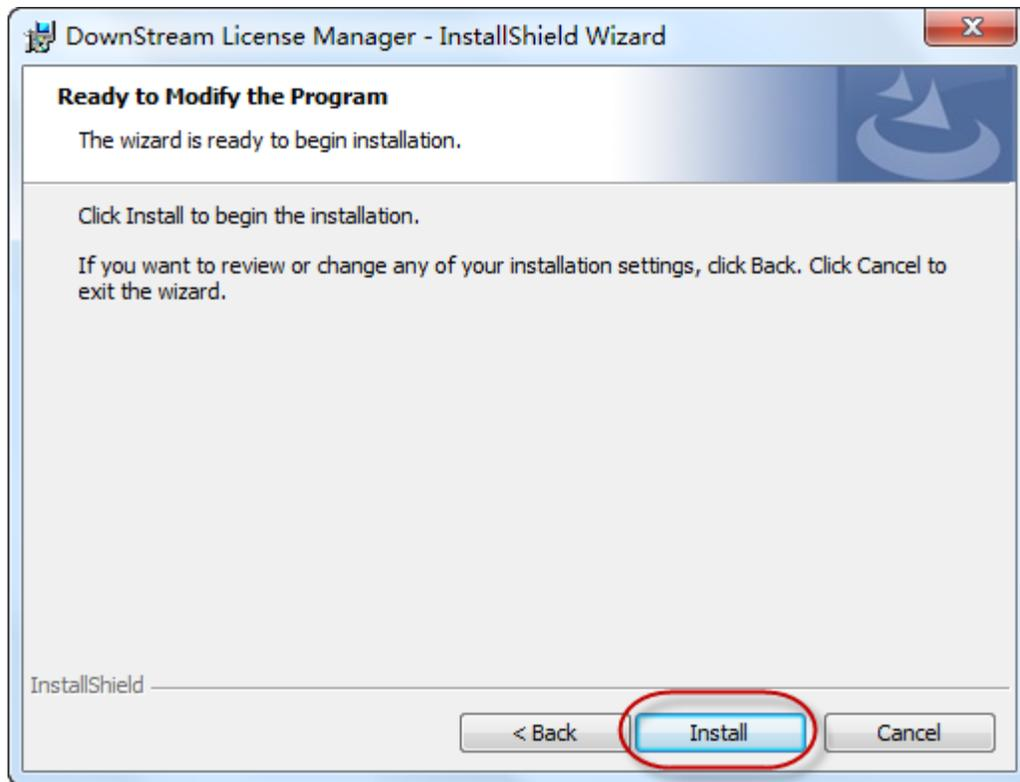 DownStream License Manager - InstallShield Wizard
Ready to Modify the Program
The wizard is ready to begin installation.
Click Install to begin the installation.
If you want to review or change any of your installation settings, click Back. Click Cancel to
exit the wizard.
InstallShield
< Back
Install
Cancel